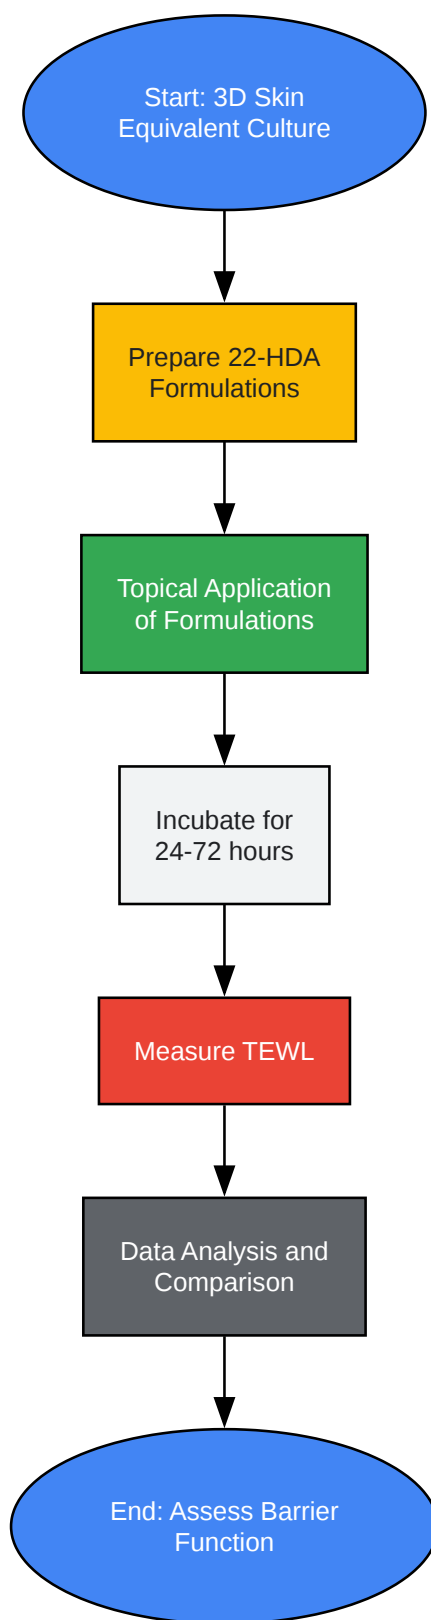 Start: 3D Skin
Equivalent Culture
Prepare 22-HDA
Formulations
Topical Application
of Formulations
Incubate for
24-72 hours
Measure TEWL
Data Analysis and
Comparison
End: Assess Barrier
Function